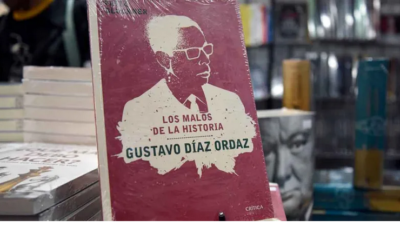 LOS MALOS
DE LA HISTORIA
GUSTAVO DÍAZ ORDAZ
CRÍTICA